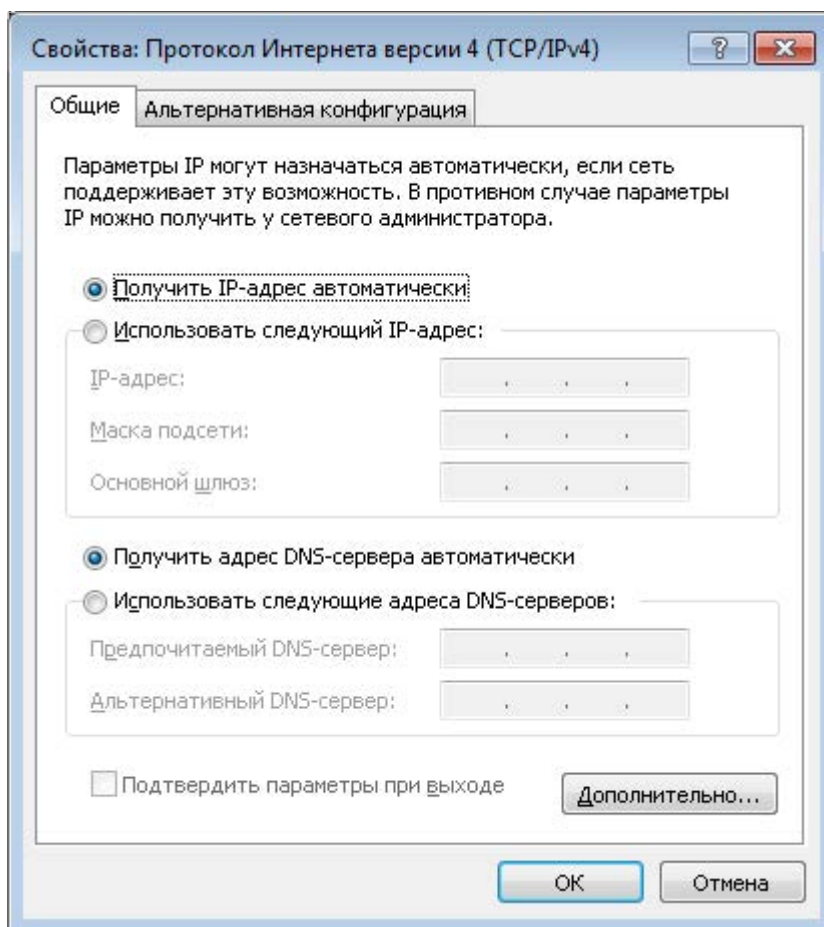 Свойства: Протокол Интернета версии 4 (TCP/IPv4)
Общие
Альтернативная конфигурация
Параметры IP могут назначаться автоматически, если сеть
поддерживает эту возможность. В противном случае параметры
IP можно получить у сетевого администратора.
Получить IP-адрес автоматически
Использовать следующий IP-адрес:
IP-адрес:
Маска подсети:
Основной шлюз:
Получить адрес DNS-сервера автоматически
Использовать следующие адреса DNS-серверов:
Предпочитаемый DNS-сервер:
Альтернативный DNS-сервер:
Подтвердить параметры при выходе
Дополнительно...
ОК
Отмена